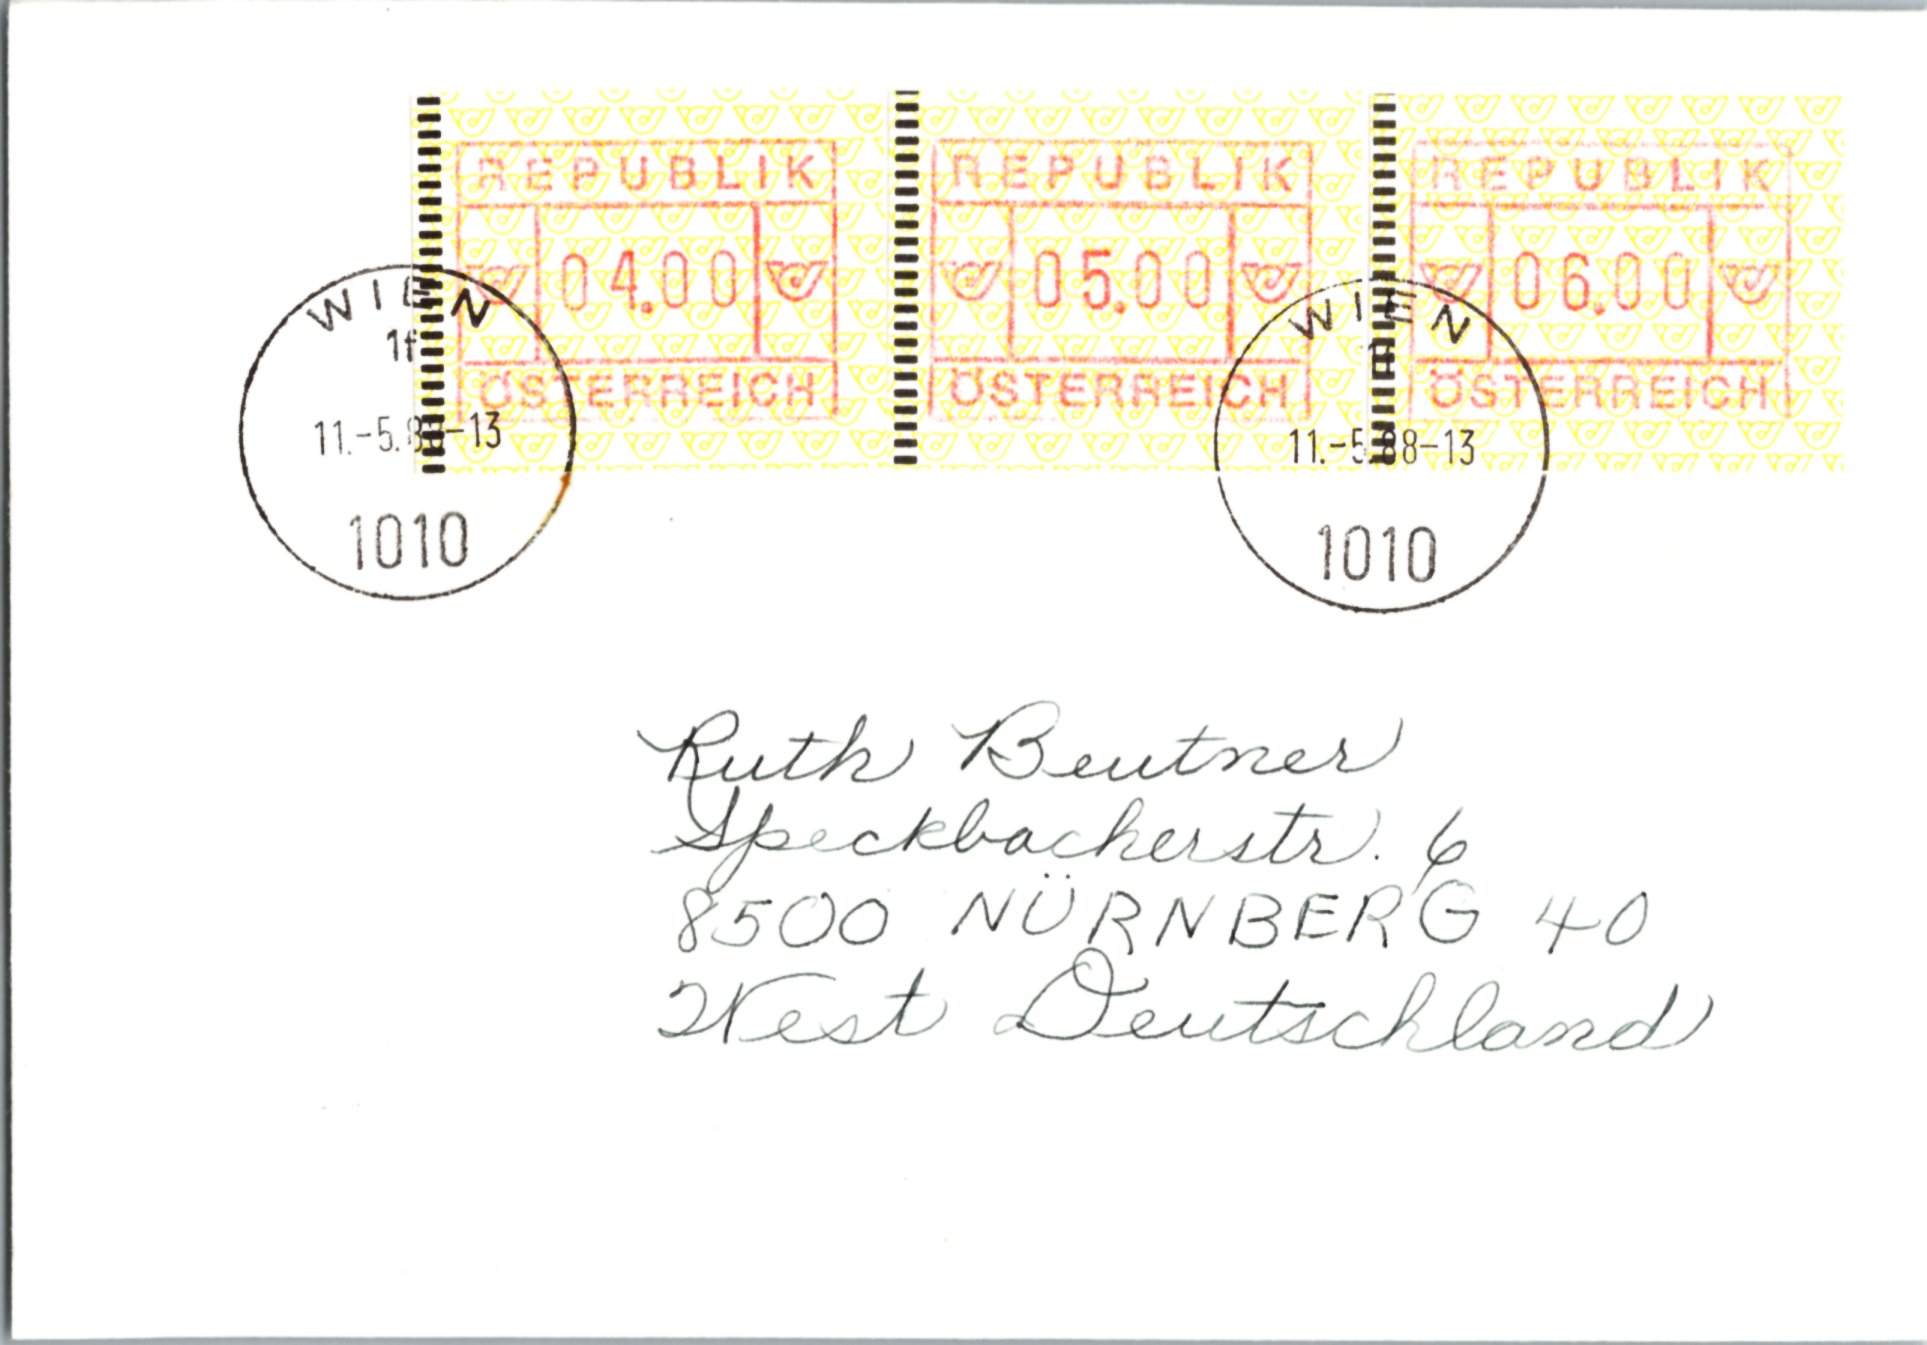 REPUBLIK
04.00
ÖSTERREICH
REPUBLIK
05.00
ÖSTERREICH
REPUBLIK
06.00
ÖSTERREICH
WIEN
1f
11.-5.88-13
1010
WIEN
11.-5.88-13
1010
Ruth Beutner
Speckbacherstr. 6
8500 NÜRNBERG 40
West Deutschland